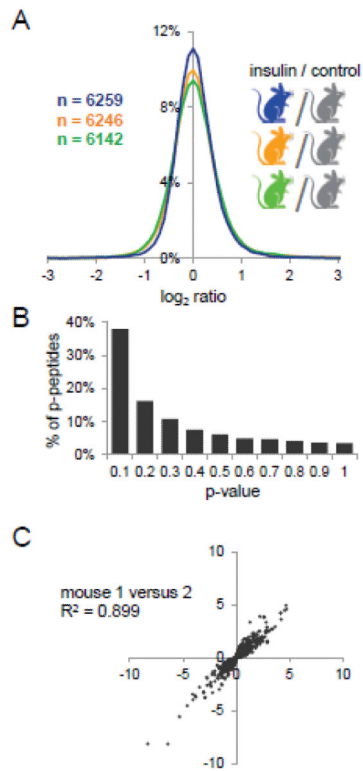 A
12%
n = 6259
n = 6246
n = 6142
insulin / control
8%
4%
0%
-3 -2 -1 0 1 2 3
log2 ratio
B
40%
30%
20%
10%
0%
% of p-peptides
0.1 0.2 0.3 0.4 0.5 0.6 0.7 0.8 0.9 1
p-value
C
10
mouse 1 versus 2
R² = 0.899
5
0
-10 -5 0 5 10
-5
-10